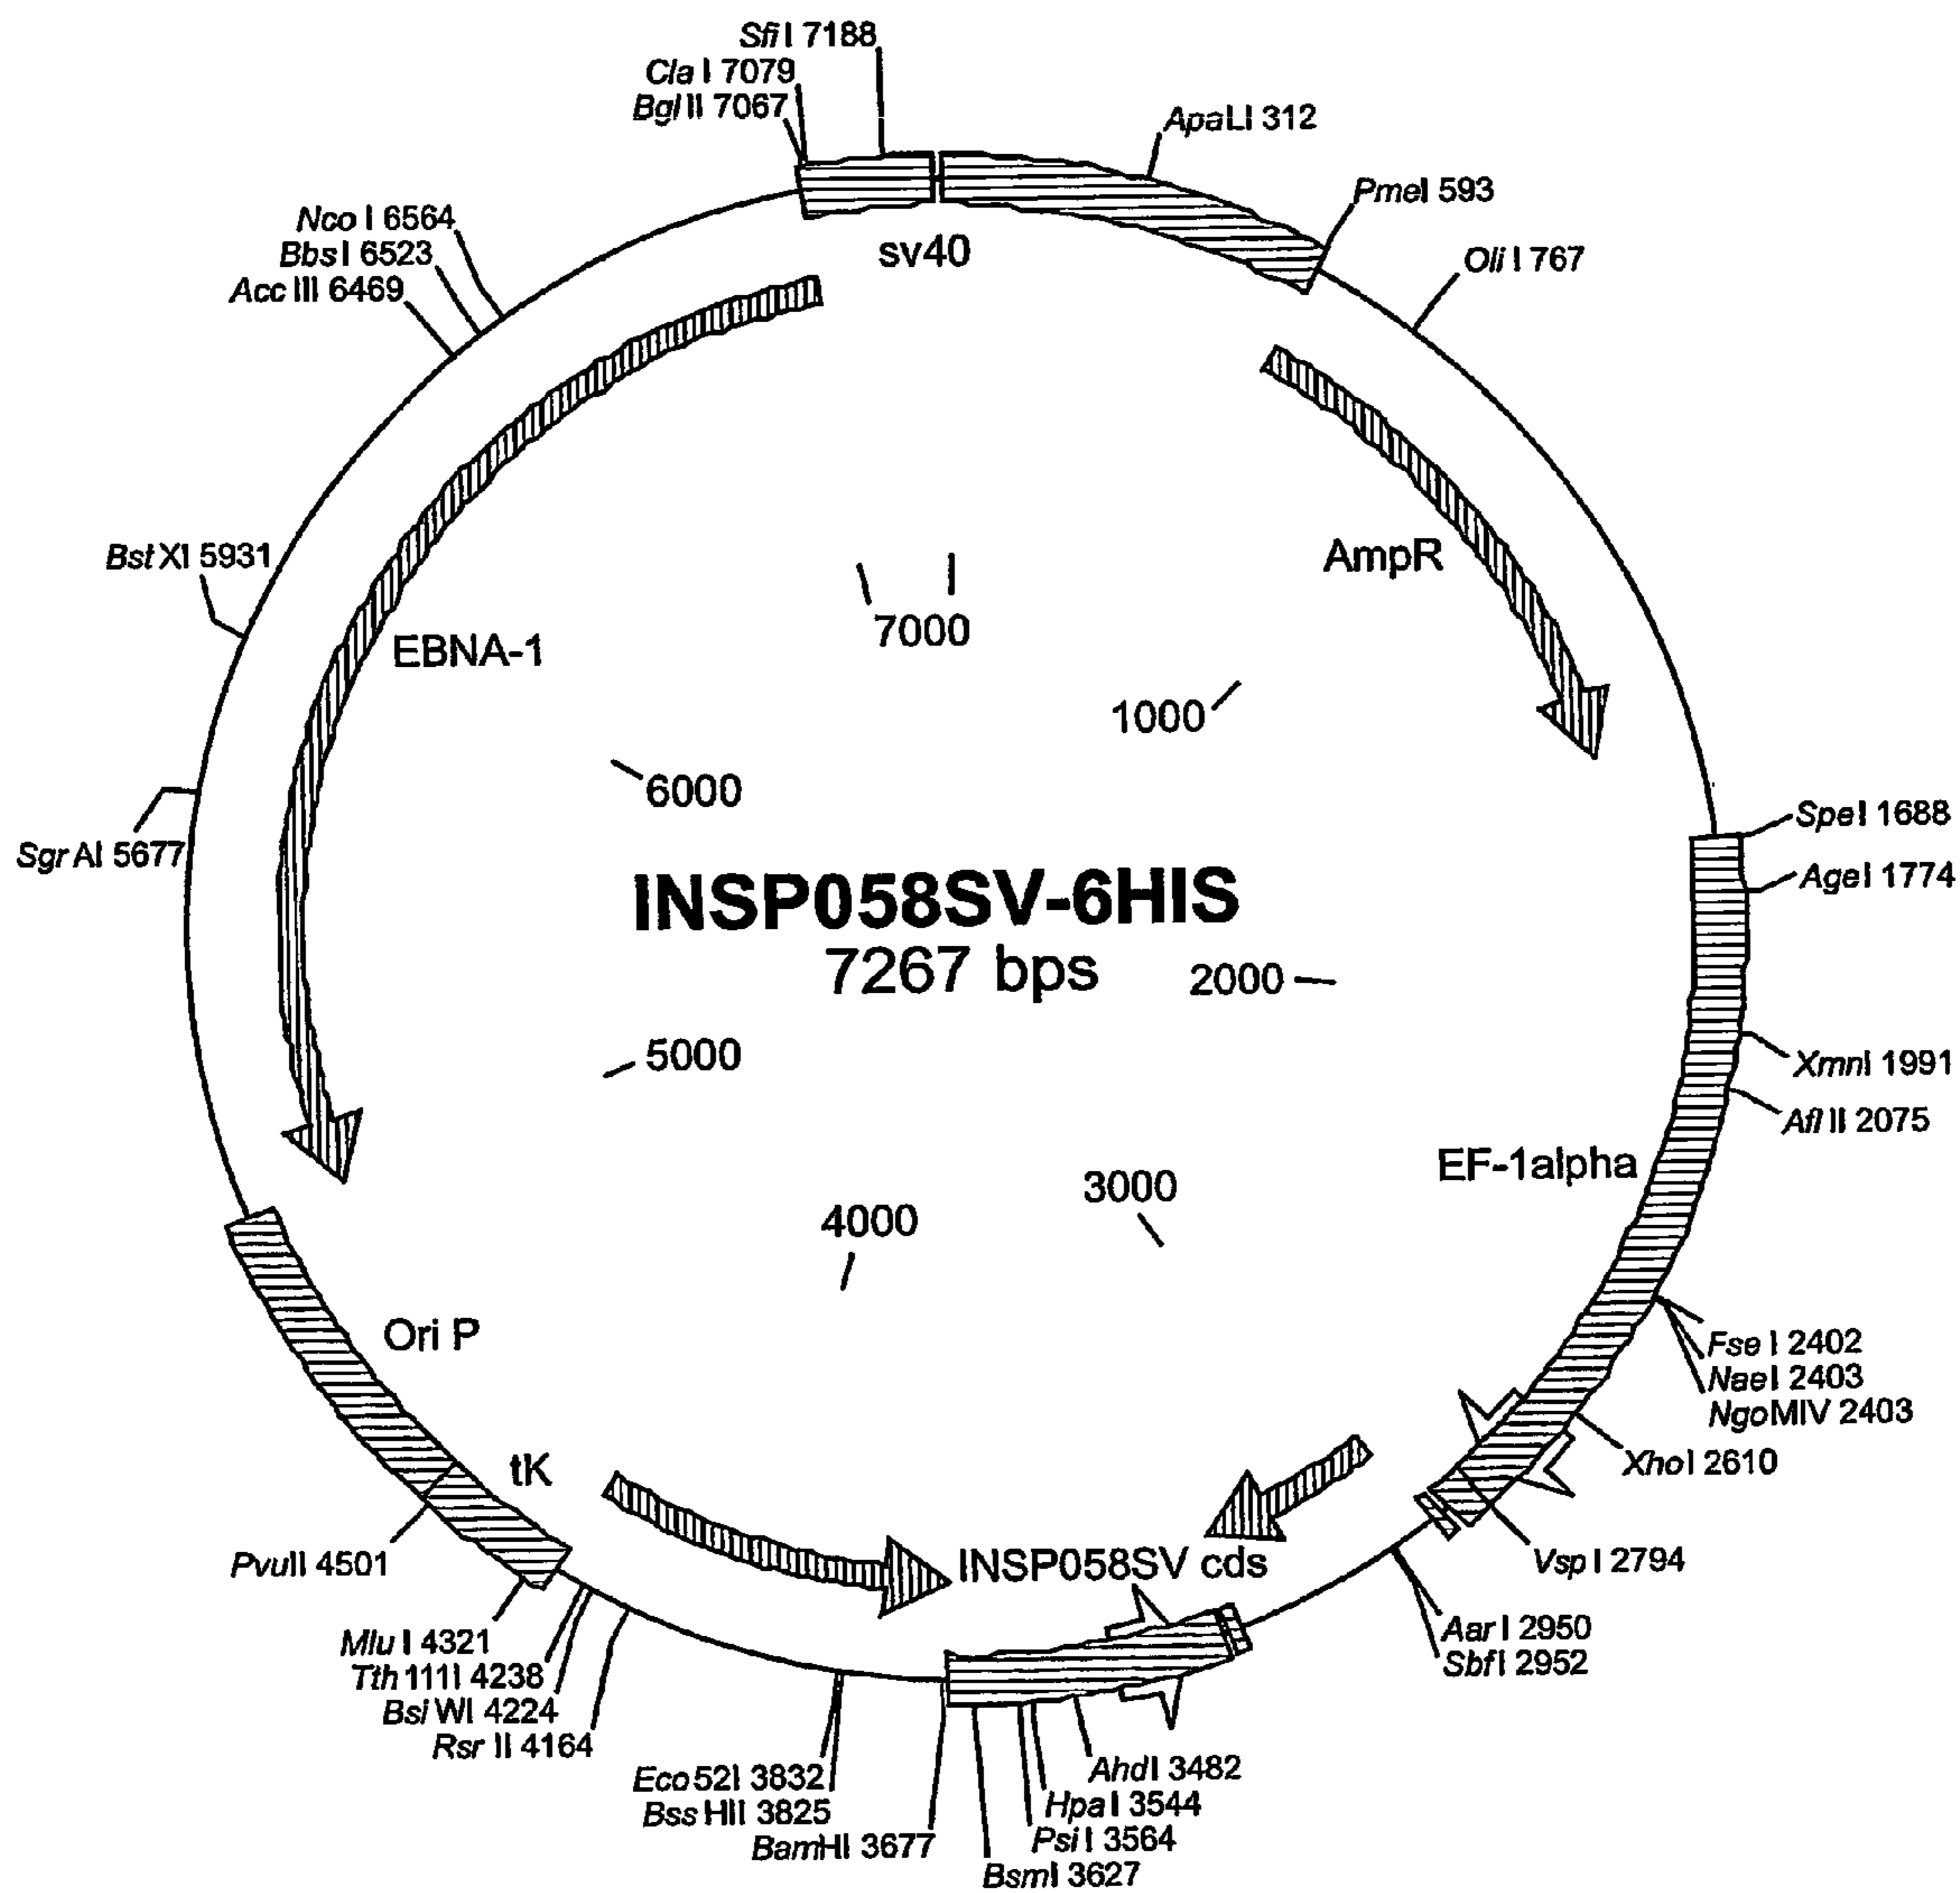 SfiI 7188
ClaI 7079
BglII 7067
ApaLI 312
PmeI 593
OliI 767
NcoI 6564
BbsI 6523
AccIII 6469
sv40
AmpR
BstXI 5931
EBNA-1
7000
1000
6000
SpeI 1688
AgeI 1774
SgrAI 5677
INSP058SV-6HIS
7267 bps
2000
5000
XmnI 1991
AflII 2075
EF-1alpha
3000
4000
Ori P
FseI 2402
NaeI 2403
NgoMIV 2403
XhoI 2610
tK
PvuII 4501
INSP058SV cds
VspI 2794
AarI 2950
SbfI 2952
MluI 4321
Tth111I 4238
BsiWI 4224
RsrII 4164
Eco52I 3832
BssHII 3825
BamHI 3677
AhdI 3482
HpaI 3544
PsiI 3564
BsmI 3627